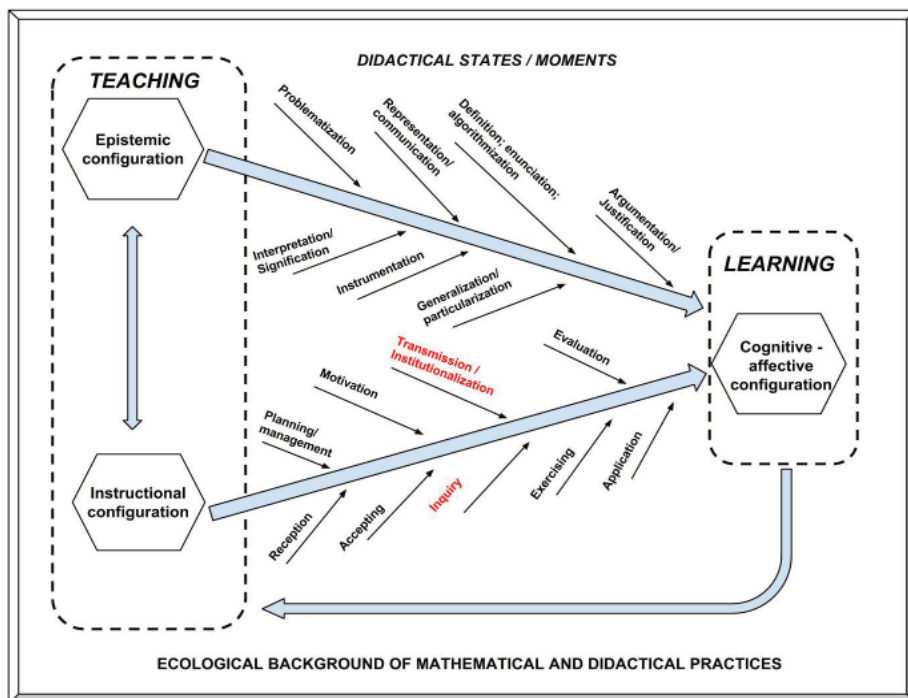 DIDACTICAL STATES / MOMENTS
TEACHING
Epistemic
configuration
Instructional
configuration
Problematization
Representation/
communication
Definition; enunciation;
algorithmization
Argumentation/
Justification
Interpretation/
Signification
Instrumentation
Generalization/
particularization
LEARNING
Cognitive -
affective
configuration
Planning/
management
Motivation
Transmission /
Institutionalization
Evaluation
Reception
Accepting
Inquiry
Exercising
Application
ECOLOGICAL BACKGROUND OF MATHEMATICAL AND DIDACTICAL PRACTICES